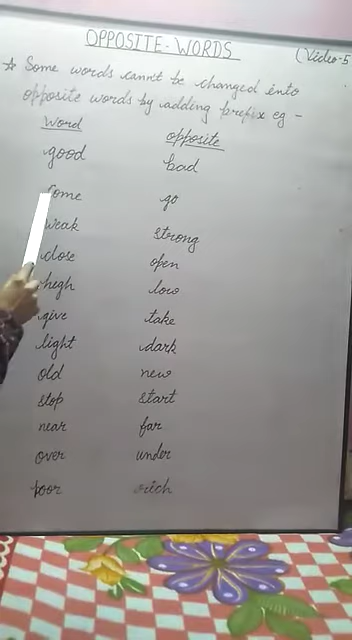 OPPOSITE-WORDS
(Video-5
* Some words cannot be changed into
opposite words by adding prefix eg -
Word opposite
good bad
come go
weak strong
close open
hegh low
give take
light dark
old new
stop start
near far
over under
poor rich